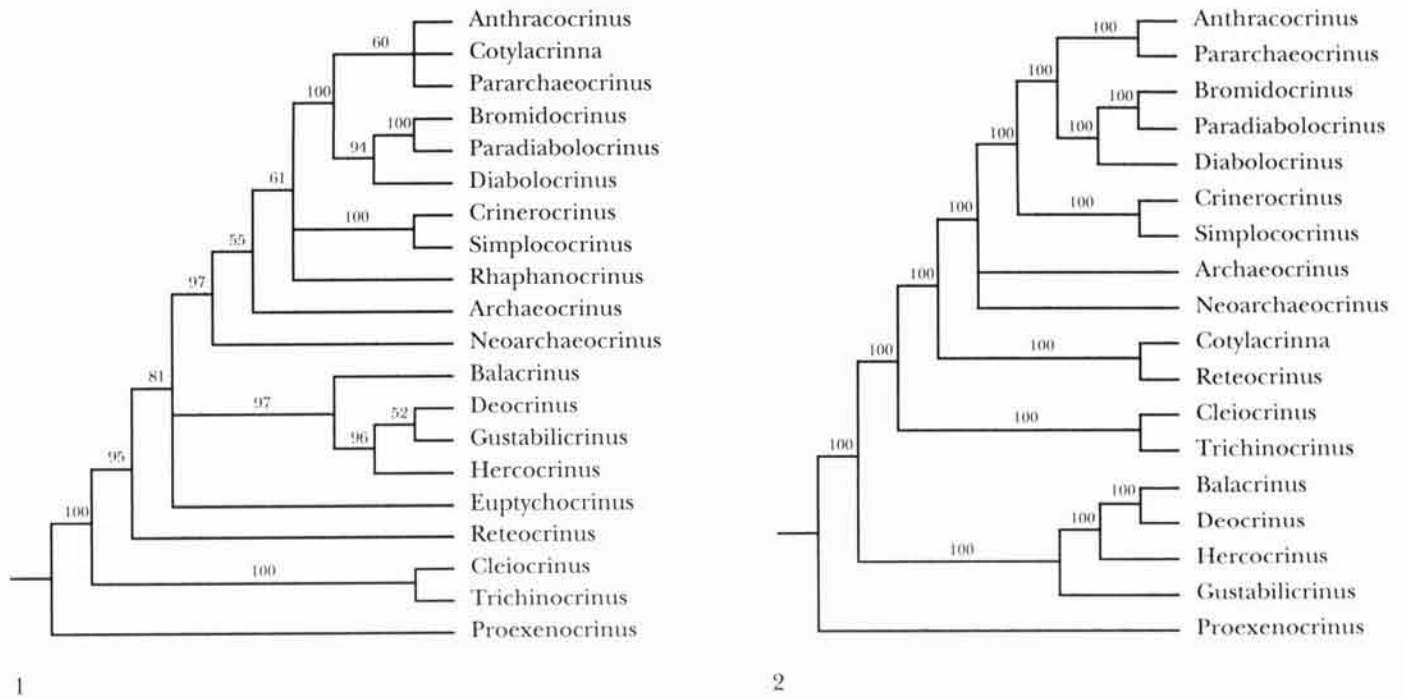 Anthracocrinus
60
Cotylacrinna
Pararchaeocrinus
100
Bromidocrinus
100
Paradiabolocrinus
94
Diabolocrinus
61
Crinerocrinus
100
Simplococrinus
55
Rhaphanocrinus
97
Archaeocrinus
Neoarchaeocrinus
81
Balacrinus
97
Deocrinus
52
Gustabilicrinus
96
Hercocrinus
95
Euptychocrinus
100
Reteocrinus
Cleiocrinus
100
Trichinocrinus
Proexenocrinus
1
Anthracocrinus
100
Pararchaeocrinus
100
Bromidocrinus
100
Paradiabolocrinus
100
100
Diabolocrinus
Crinerocrinus
100
Simplococrinus
100
Archaeocrinus
100
Neoarchaeocrinus
Cotylacrinna
100
Reteocrinus
100
Cleiocrinus
100
Trichinocrinus
100
Balacrinus
100
Deocrinus
100
Hercocrinus
100
Gustabilicrinus
Proexenocrinus
2